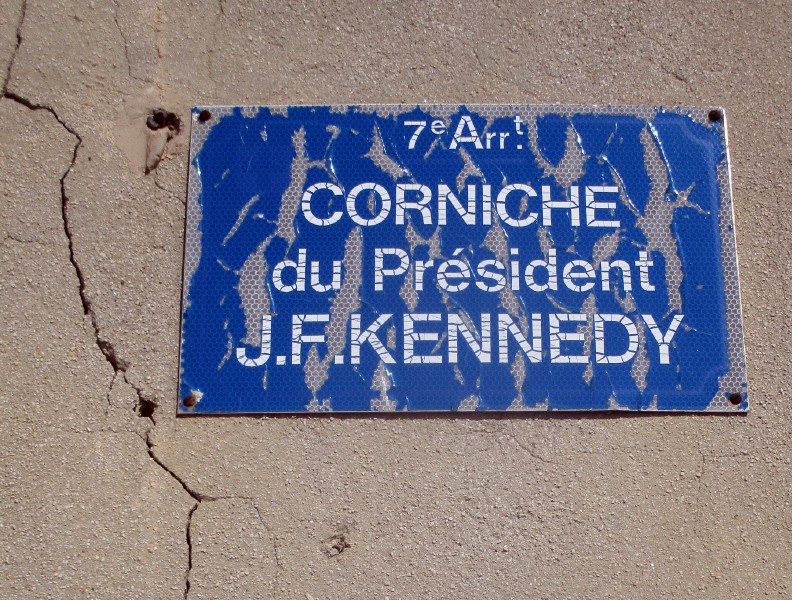 7e Arrt.
CORNICHE
du Président
J.F.KENNEDY